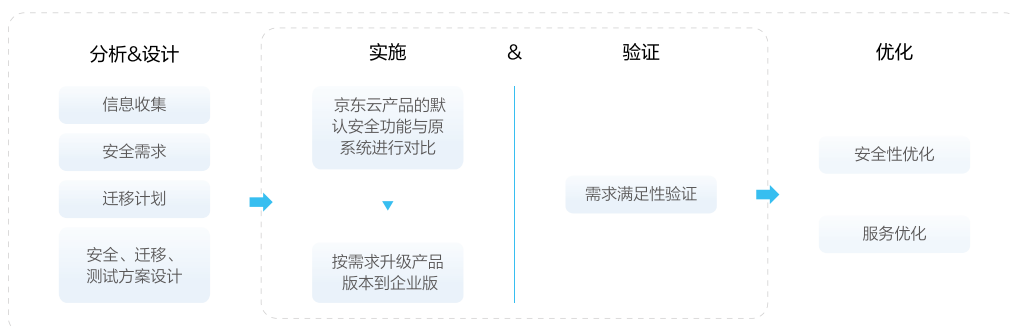 分析&设计
信息收集
安全需求
迁移计划
安全、迁移、
测试方案设计
实施
&
验证
京东云产品的默
认安全功能与原
系统进行对比
按需求升级产品
版本到企业版
需求满足性验证
优化
安全性优化
服务优化